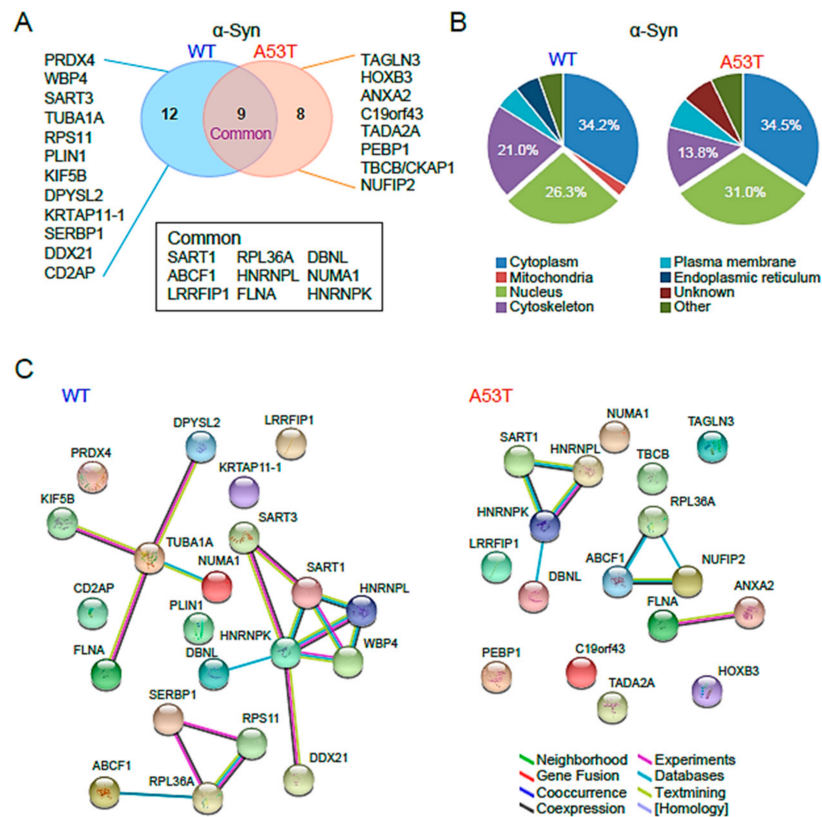 A
α-Syn
WT
A53T
PRDX4
WBP4
SART3
TUBA1A
RPS11
PLIN1
KIF5B
DPYSL2
KRTAP11-1
SERBP1
DDX21
CD2AP
12
9
Common
8
TAGLN3
HOXB3
ANXA2
C19orf43
TADA2A
PEBP1
TBCB/CKAP1
NUFIP2
Common
SART1 RPL36A DBNL
ABCF1 HNRNPL NUMA1
LRRFIP1 FLNA HNRNPK
B
α-Syn
WT
A53T
34.2%
21.0%
26.3%
34.5%
13.8%
31.0%
Cytoplasm
Mitochondria
Nucleus
Cytoskeleton
Plasma membrane
Endoplasmic reticulum
Unknown
Other
C
WT
DPYSL2
LRRFIP1
PRDX4
KRTAP11-1
KIF5B
SART3
TUBA1A
NUMA1
SART1
HNRNPL
CD2AP
PLIN1
HNRNPK
WBP4
FLNA
DBNL
SERBP1
RPS11
DDX21
ABCF1
RPL36A
A53T
NUMA1
TAGLN3
SART1
HNRNPL
TBCB
HNRNPK
RPL36A
LRRFIP1
ABCF1
NUFIP2
DBNL
FLNA
ANXA2
PEBP1
C19orf43
TADA2A
HOXB3
Neighborhood
Gene Fusion
Cooccurrence
Coexpression
Experiments
Databases
Textmining
[Homology]